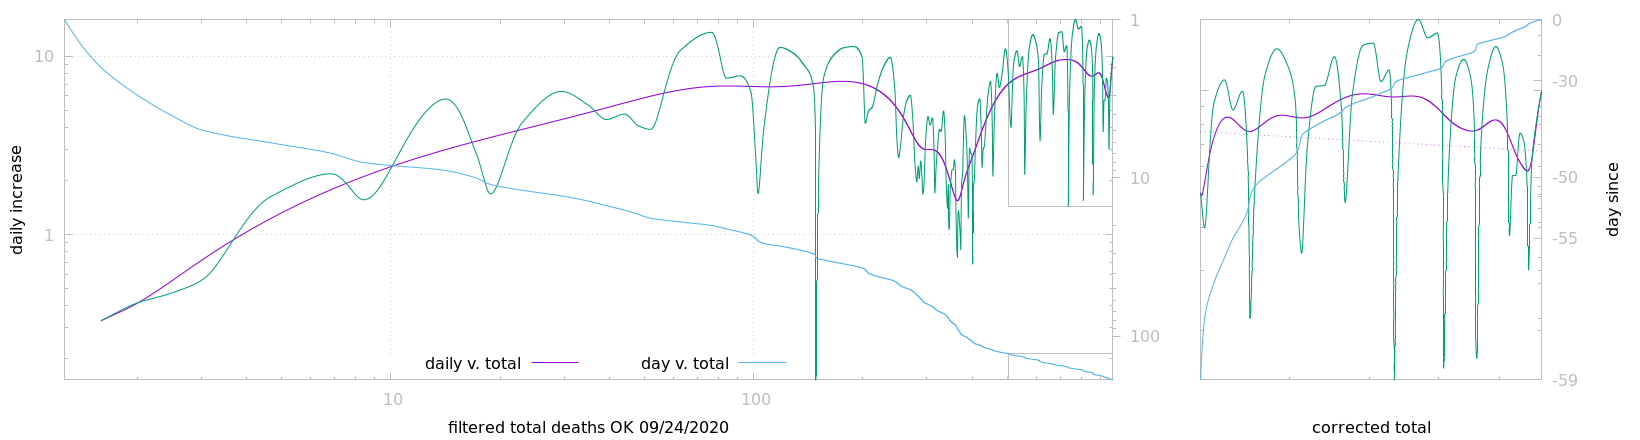 1
0
10
-30
daily increase
10
-50
day since
1
-55
100
daily v. total
day v. total
-59
10
100
filtered total deaths OK 09/24/2020
corrected total